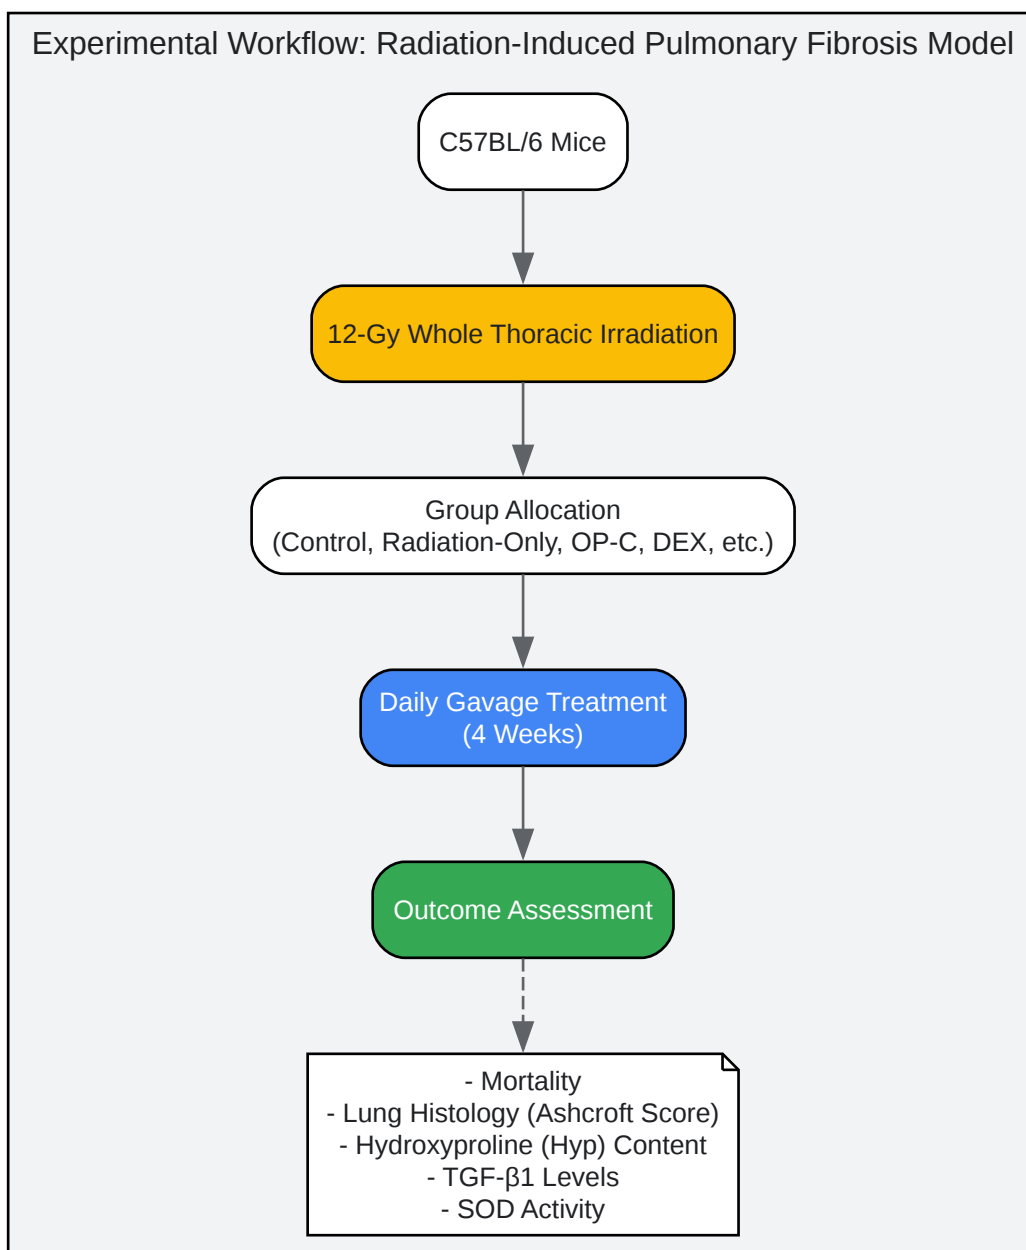 Experimental Workflow: Radiation-Induced Pulmonary Fibrosis Model
C57BL/6 Mice
12-Gy Whole Thoracic Irradiation
Group Allocation
(Control, Radiation-Only, OP-C, DEX, etc.)
Daily Gavage Treatment
(4 Weeks)
Outcome Assessment
- Mortality
- Lung Histology (Ashcroft Score)
- Hydroxyproline (Hyp) Content
- TGF-β1 Levels
- SOD Activity